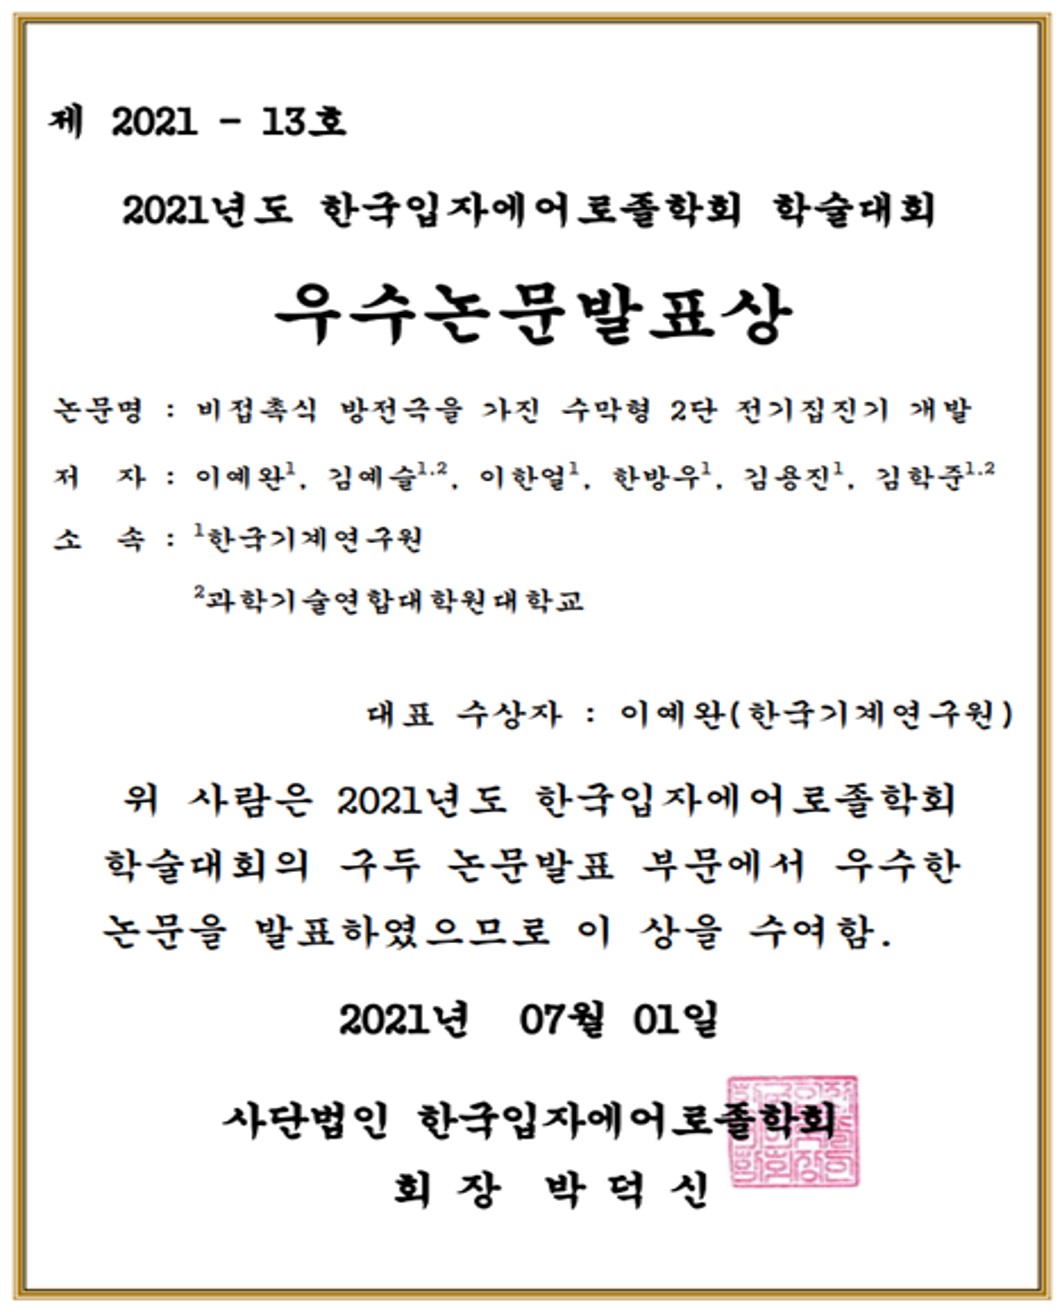 제 2021 - 13호
2021년도 한국입자에어로졸학회 학술대회
우수논문발표상
논문명 : 비접촉식 방전극을 가진 수막형 2단 전기집진기 개발
저 자 : 이예완¹, 김예슬¹,², 이한얼¹, 한방우¹, 김용진¹, 김학준¹,²
소 속 : ¹한국기계연구원
²과학기술연합대학원대학교
대표 수상자 : 이예완(한국기계연구원)
위 사람은 2021년도 한국입자에어로졸학회
학술대회의 구두 논문발표 부문에서 우수한
논문을 발표하였으므로 이 상을 수여함.
2021년 07월 01일
사단법인 한국입자에어로졸학회
회 장 박 덕 신